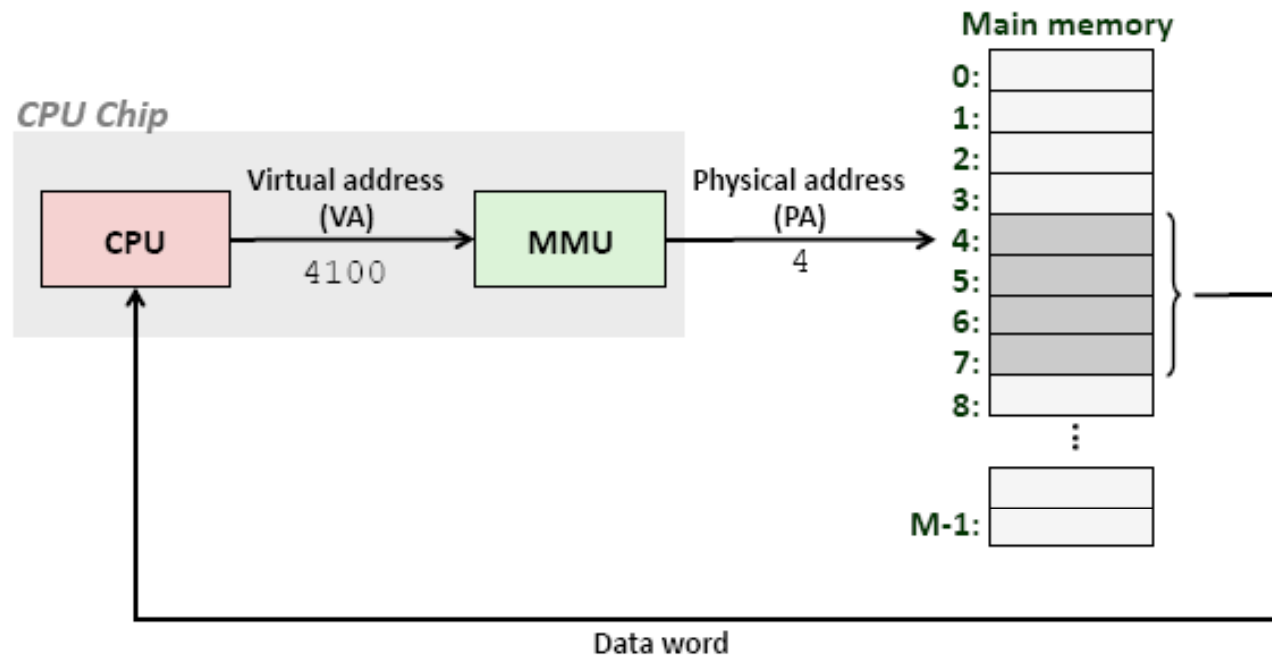 Main memory
CPU Chip
CPU
Virtual address
(VA)
4100
MMU
Physical address
(PA)
4
0:
1:
2:
3:
4:
5:
6:
7:
8:
M-1:
Data word